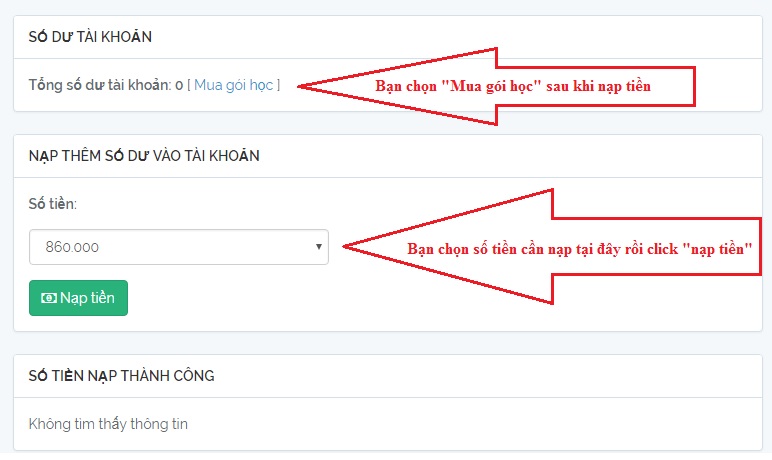 SỐ DƯ TÀI KHOẢN
Tổng số dư tài khoản: 0 [ Mua gói học ]
Bạn chọn "Mua gói học" sau khi nạp tiền
NẠP THÊM SỐ DƯ VÀO TÀI KHOẢN
Số tiền:
860.000
Bạn chọn số tiền cần nạp tại đây rồi click "nạp tiền"
Nạp tiền
SỐ TIỀN NẠP THÀNH CÔNG
Không tìm thấy thông tin